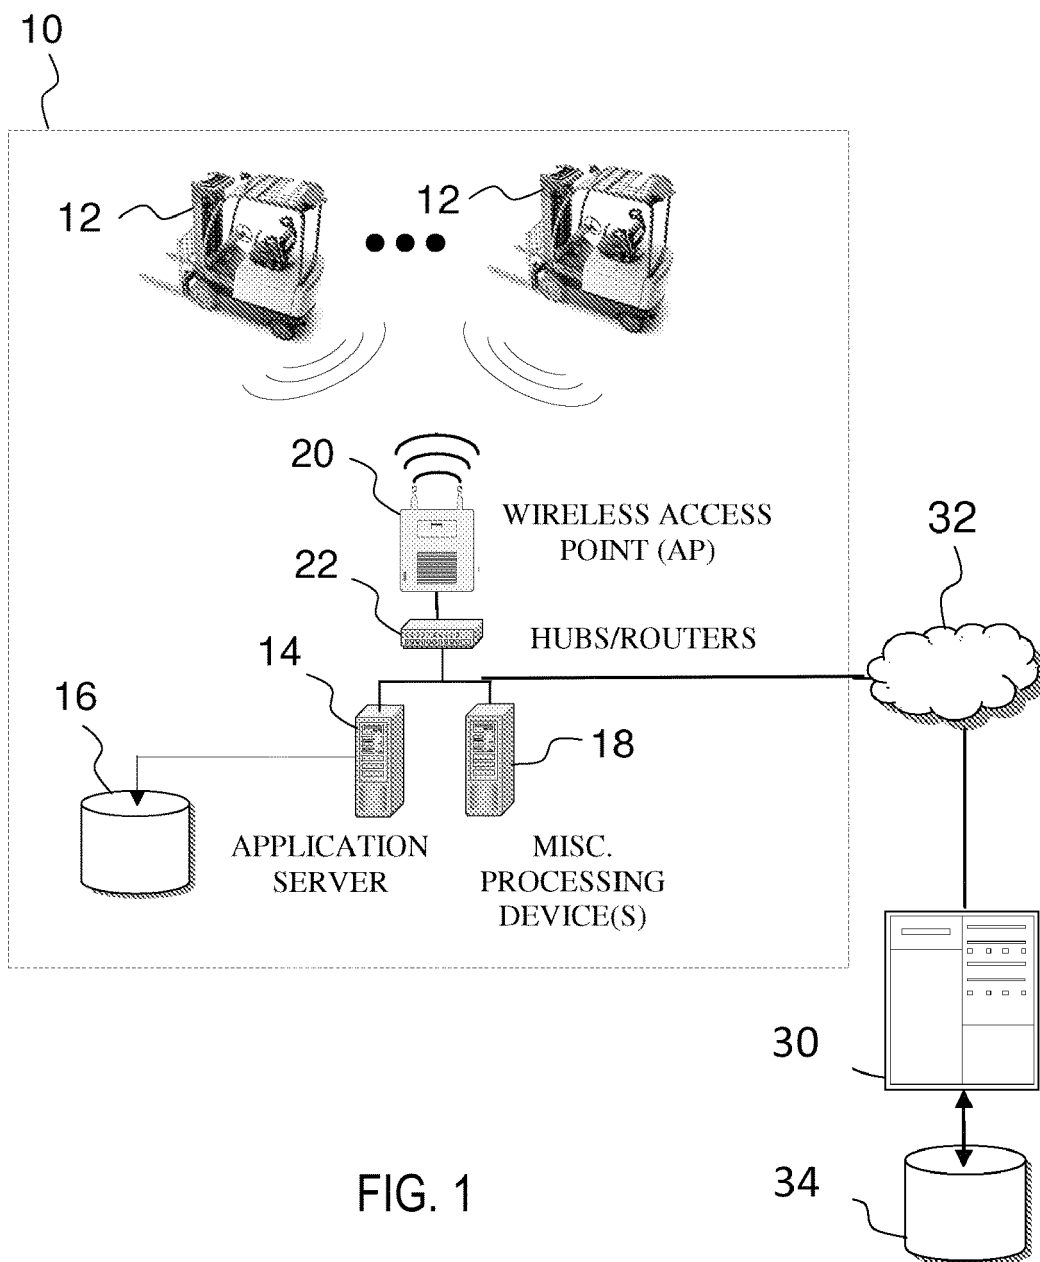 10
12
12
20
WIRELESS ACCESS
POINT (AP)
32
22
HUBS/ROUTERS
14
16
18
APPLICATION
SERVER
MISC.
PROCESSING
DEVICE(S)
30
34
FIG. 1